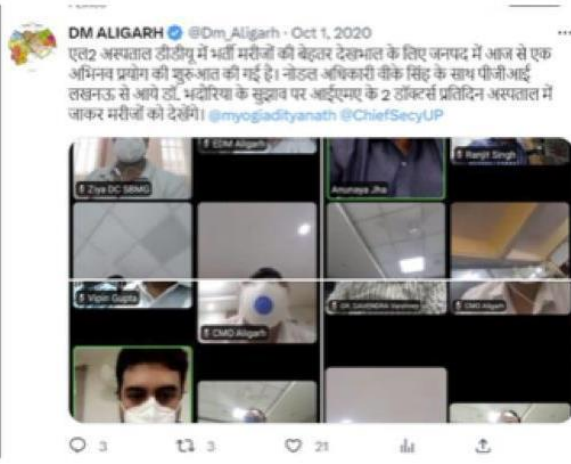 DM ALIGARH @Dm_Aligarh · Oct 1, 2020
एल2 अस्पताल डीडीयू में भर्ती मरीजों की बेहतर देखभाल के लिए जनपद में आज से एक
अभिनव प्रयोग की शुरुआत की गई है। नोडल अधिकारी वीके सिंह के साथ पीजीआई
लखनऊ से आये डॉ. भदौरिया के सुझाव पर आईएमए के 2 डॉक्टर्स प्रतिदिन अस्पताल में
जाकर मरीजों को देखेंगे। @myogiadityanath @ChiefSecyUP
EDM Aligarh
Ranjit Singh
Ziya DC SBMG
Anunaya Jha
Vipin Gupta
DR. DAVENDRA
CMO Aligarh
CMO Aligarh
3
3
21